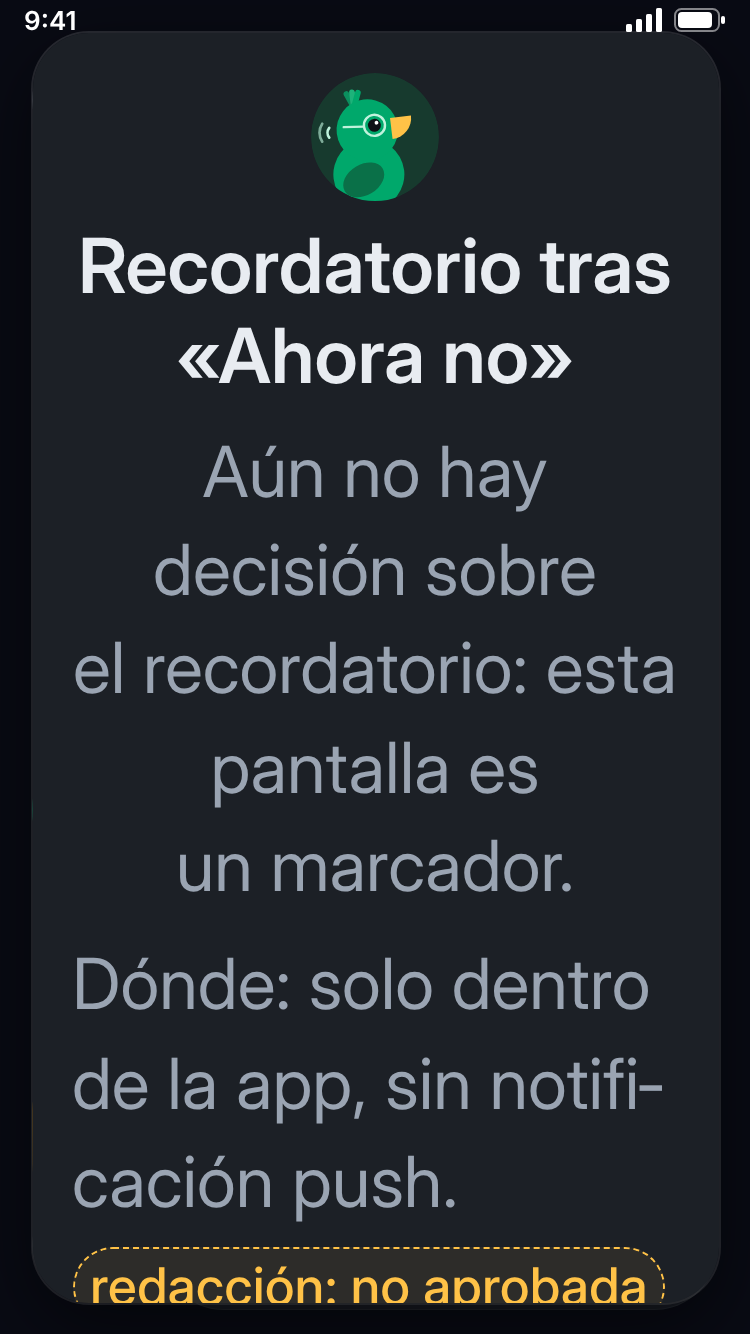 9:41
Recordatorio tras
«Ahora no»
Aún no hay
decisión sobre
el recordatorio: esta
pantalla es
un marcador.
Dónde: solo dentro
de la app, sin notifi-
cación push.
redacción: no aprobada